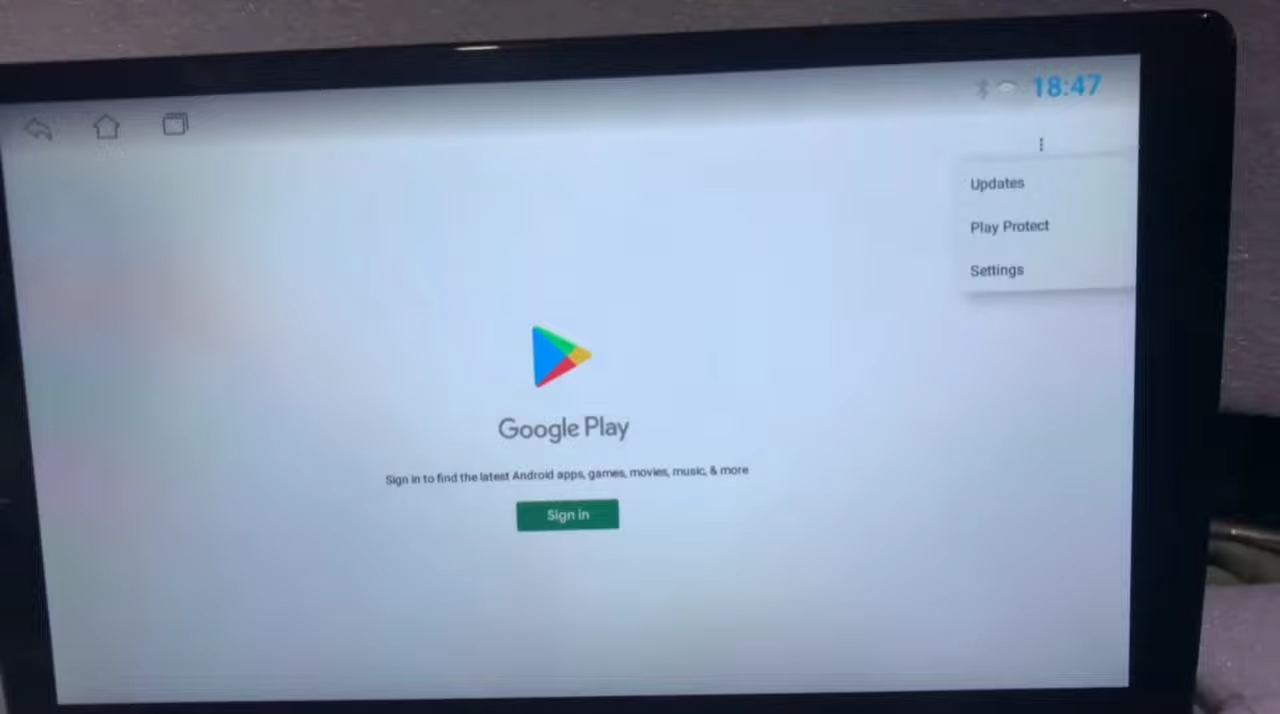 18:47
Updates
Play Protect
Settings
Google Play
Sign in to find the latest Android apps, games, movies, music, & more
Sign in